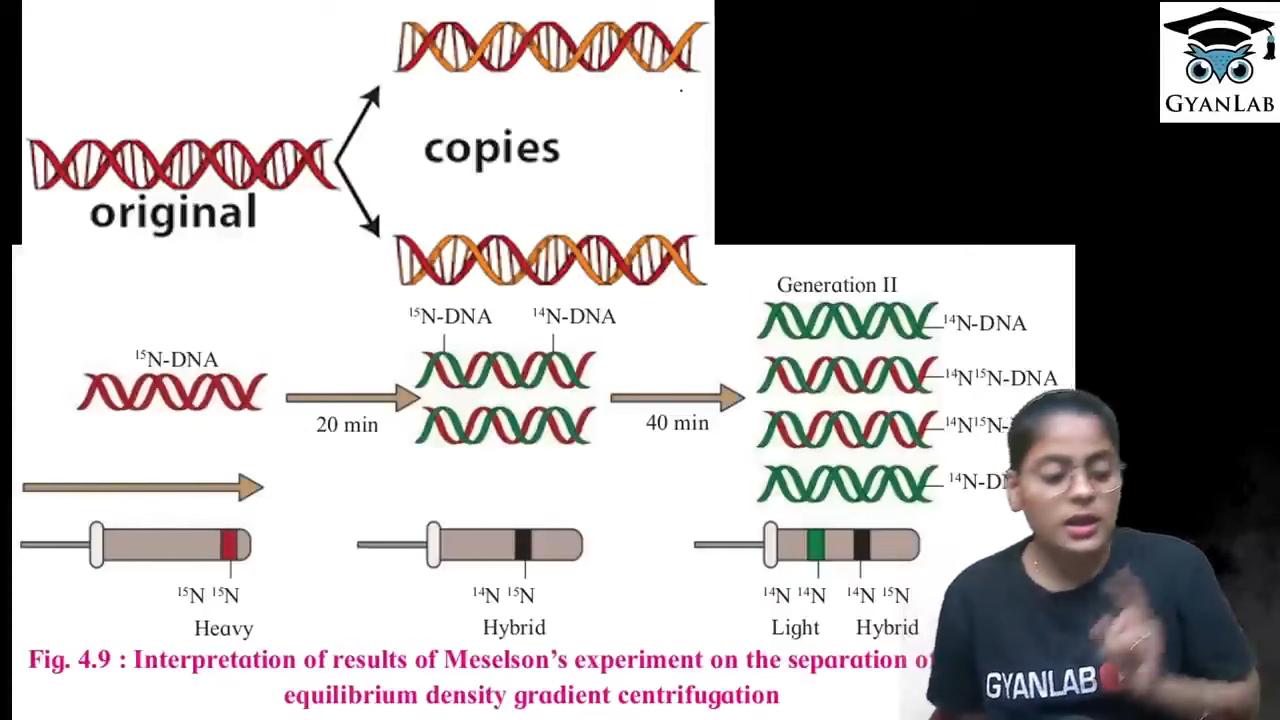 GYANLAB
copies
original
Generation II
¹⁵N-DNA ¹⁴N-DNA
¹⁴N-DNA
¹⁵N-DNA
¹⁴N¹⁵N-DNA
20 min
40 min
¹⁴N¹⁵N-
¹⁴N-
¹⁵N ¹⁵N
Heavy
¹⁴N ¹⁵N
Hybrid
¹⁴N ¹⁴N
Light
¹⁴N ¹⁵N
Hybrid
Fig. 4.9 : Interpretation of results of Meselson's experiment on the separation
equilibrium density gradient centrifugation
GYANLAB